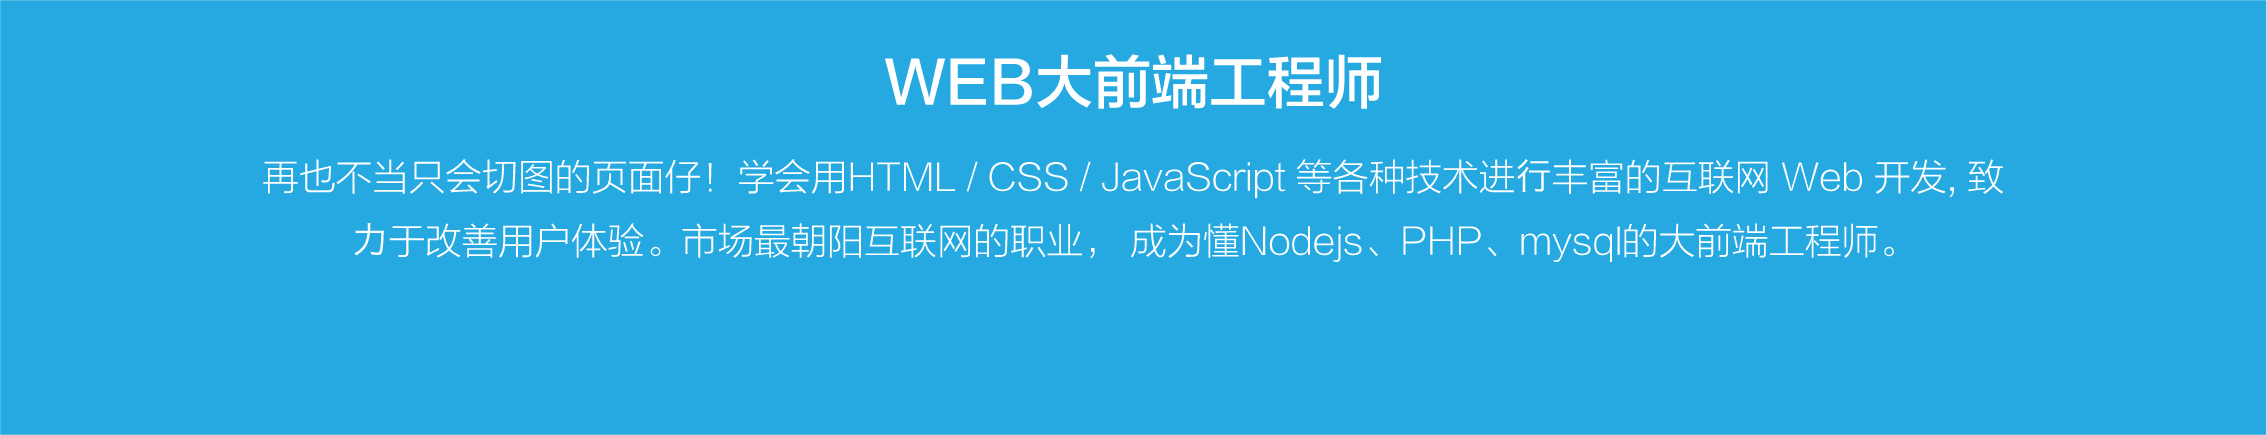 WEB大前端工程师
再也不当只会切图的页面仔！学会用HTML / CSS / JavaScript 等各种技术进行丰富的互联网 Web 开发, 致
力于改善用户体验。市场最朝阳互联网的职业， 成为懂Nodejs、PHP、mysql的大前端工程师。